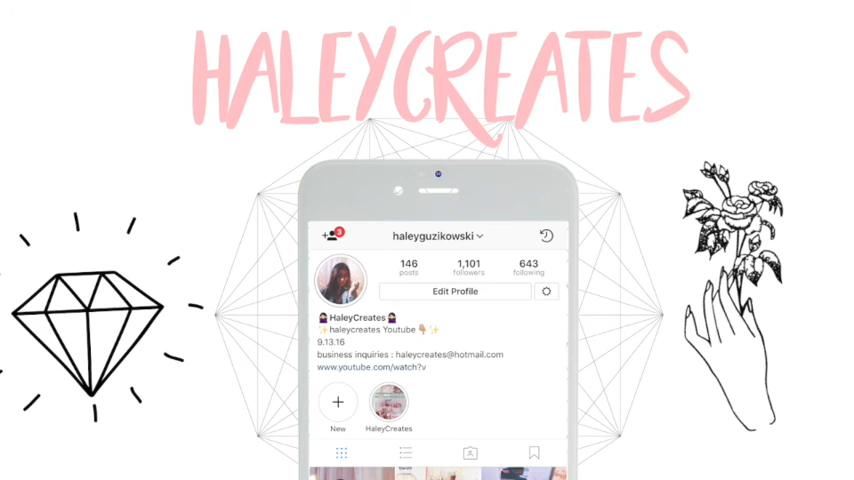 HALEYCREATES
3
haleyguzikowski
146 1,101 643
posts followers following
Edit Profile
HaleyCreates
haleycreates Youtube
9.13.16
business inquiries : haleycreates@hotmail.com
www.youtube.com/watch?v
New HaleyCreates